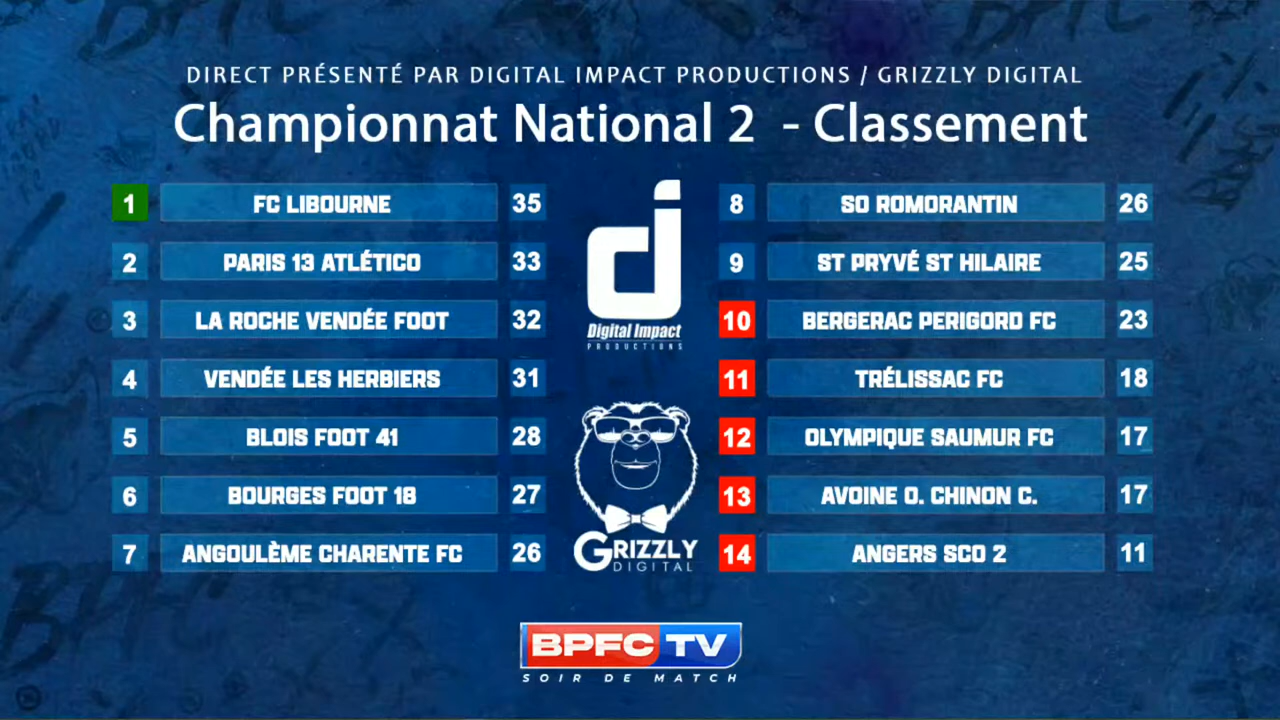 DIRECT PRÉSENTÉ PAR DIGITAL IMPACT PRODUCTIONS / GRIZZLY DIGITAL
Championnat National 2 - Classement
1 FC LIBOURNE 35
2 PARIS 13 ATLÉTICO 33
3 LA ROCHE VENDÉE FOOT 32
4 VENDÉE LES HERBIERS 31
5 BLOIS FOOT 41 28
6 BOURGES FOOT 18 27
7 ANGOULÈME CHARENTE FC 26
Digital Impact
PRODUCTIONS
GRIZZLY
DIGITAL
8 SO ROMORANTIN 26
9 ST PRYVÉ ST HILAIRE 25
10 BERGERAC PERIGORD FC 23
11 TRÉLISSAC FC 18
12 OLYMPIQUE SAUMUR FC 17
13 AVOINE O. CHINON C. 17
14 ANGERS SCO 2 11
BPFC TV
SOIR DE MATCH